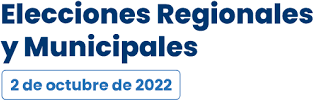 Elecciones Regionales
y Municipales
2 de octubre de 2022